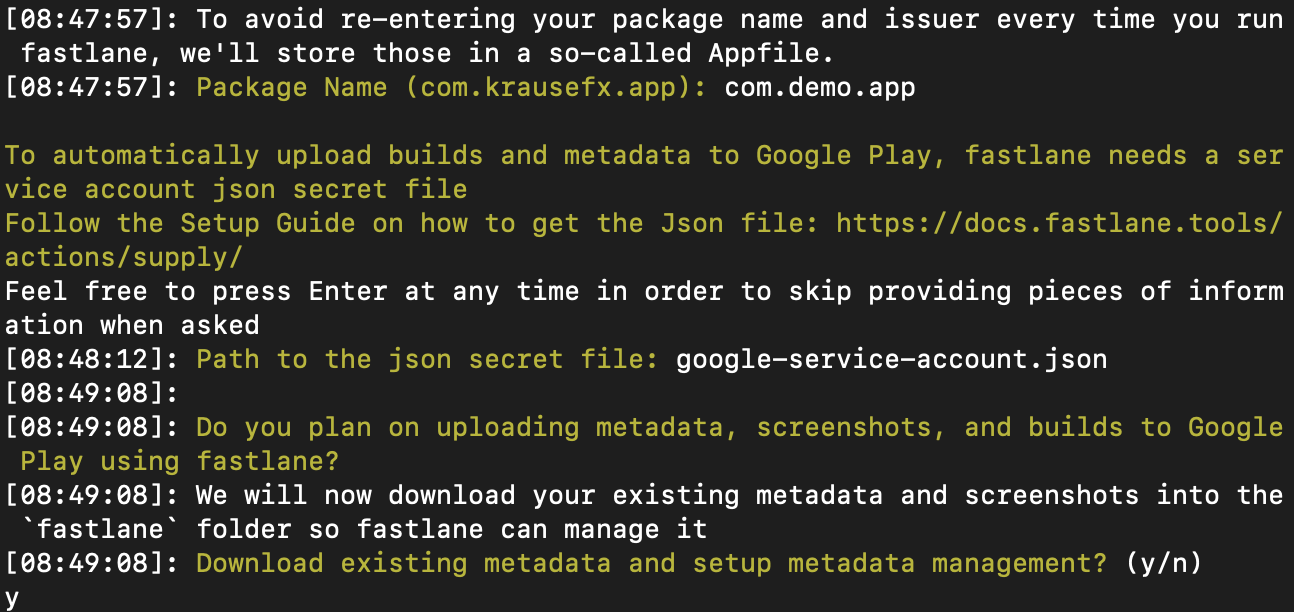 [08:47:57]: To avoid re-entering your package name and issuer every time you run
 fastlane, we'll store those in a so-called Appfile.
[08:47:57]: Package Name (com.krausefx.app): com.demo.app

To automatically upload builds and metadata to Google Play, fastlane needs a ser
vice account json secret file
Follow the Setup Guide on how to get the Json file: https://docs.fastlane.tools/
actions/supply/
Feel free to press Enter at any time in order to skip providing pieces of inform
ation when asked
[08:48:12]: Path to the json secret file: google-service-account.json
[08:49:08]:
[08:49:08]: Do you plan on uploading metadata, screenshots, and builds to Google
 Play using fastlane?
[08:49:08]: We will now download your existing metadata and screenshots into the
 `fastlane` folder so fastlane can manage it
[08:49:08]: Download existing metadata and setup metadata management? (y/n)
y